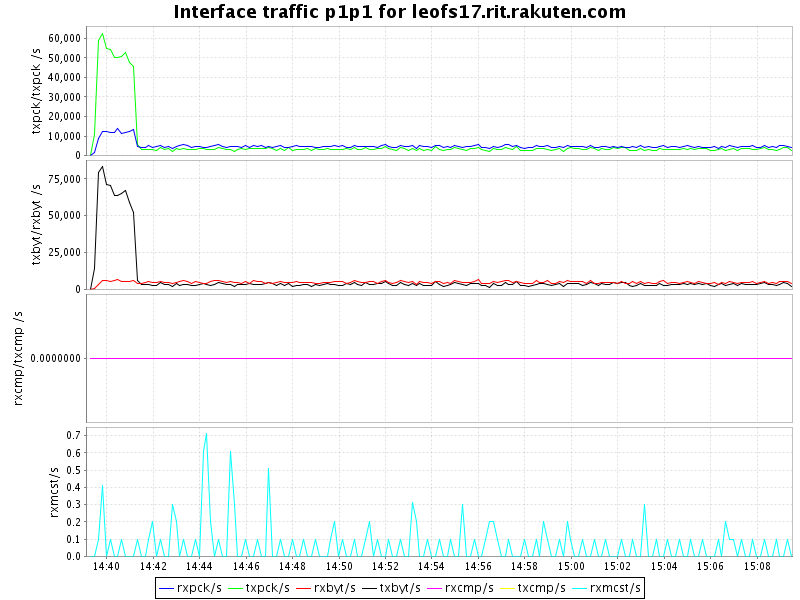 Interface traffic p1p1 for leofs17.rit.rakuten.com
txpck/txpck /s
60,000
50,000
40,000
30,000
20,000
10,000
0
txbyt/rxbyt /s
75,000
50,000
25,000
0
rxcmp/txcmp /s
0.0000000
rxmcst/s
0.7
0.6
0.5
0.4
0.3
0.2
0.1
0.0
14:40 14:42 14:44 14:46 14:48 14:50 14:52 14:54 14:56 14:58 15:00 15:02 15:04 15:06 15:08
rxpck/s txpck/s rxbyt/s txbyt/s rxcmp/s txcmp/s rxmcst/s